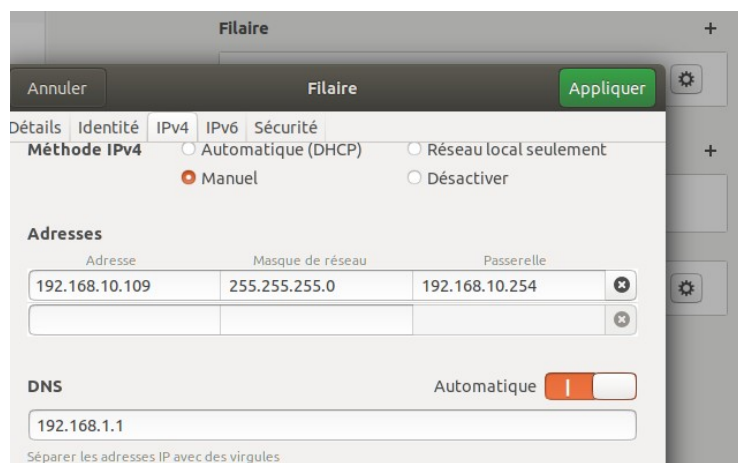 Filaire +
Annuler Filaire Appliquer
Détails Identité IPv4 IPv6 Sécurité
Méthode IPv4 Automatique (DHCP) Réseau local seulement +
Manuel Désactiver
Adresses
Adresse Masque de réseau Passerelle
192.168.10.109 255.255.255.0 192.168.10.254
DNS Automatique
192.168.1.1
Séparer les adresses IP avec des virgules